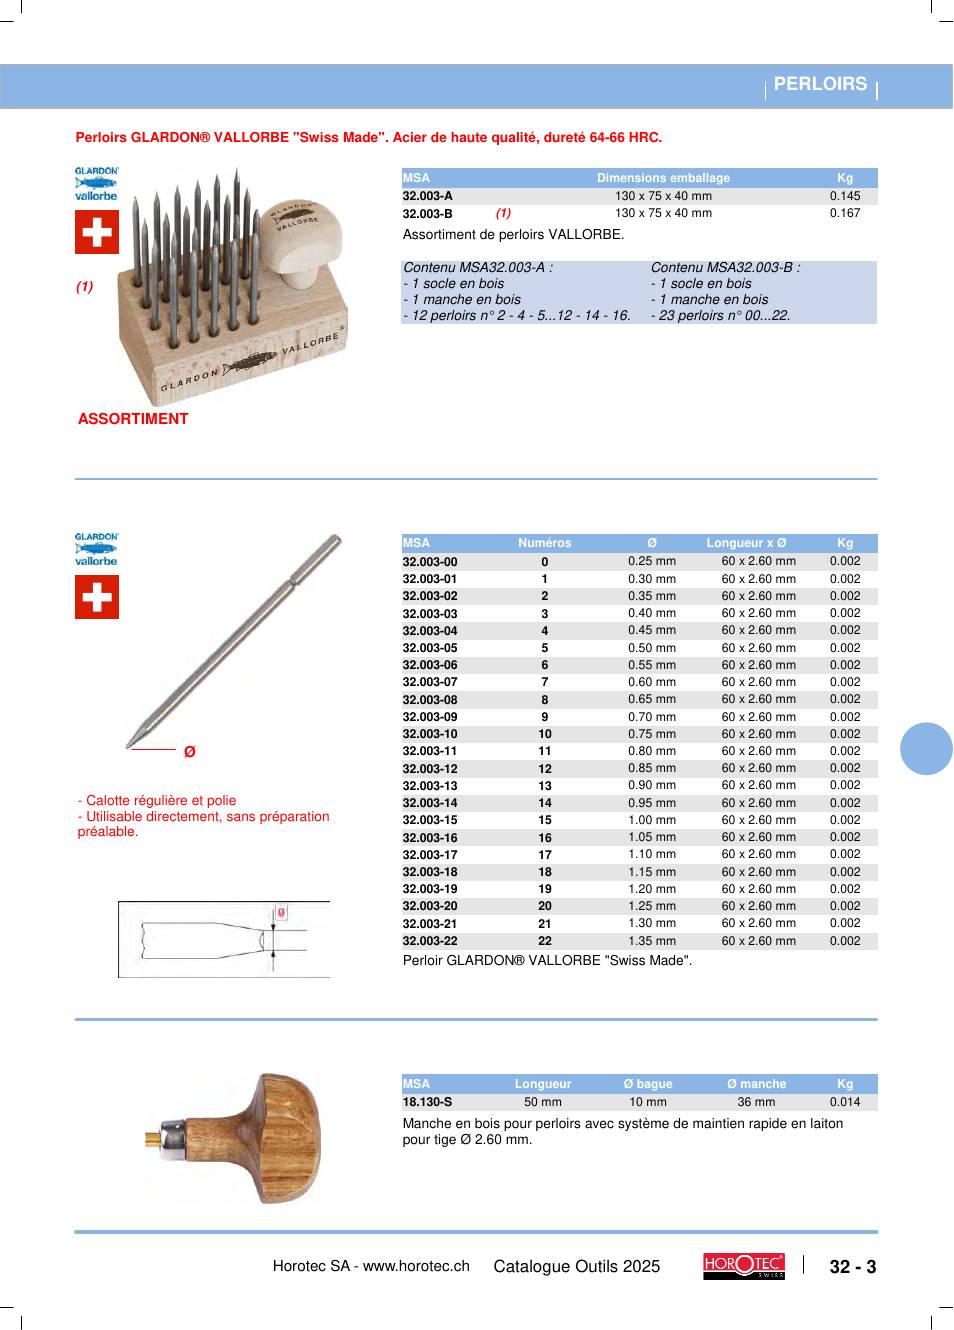 PERLOIRS
Perloirs GLARDON® VALLORBE "Swiss Made". Acier de haute qualité, dureté 64-66 HRC.
GLARDON
vallorbe
(1)
GLARDON
VALLORBE
GLARDON VALLORBE®
ASSORTIMENT
MSA Dimensions emballage Kg
32.003-A 130 x 75 x 40 mm 0.145
32.003-B (1) 130 x 75 x 40 mm 0.167
Assortiment de perloirs VALLORBE.
Contenu MSA32.003-A :
- 1 socle en bois
- 1 manche en bois
- 12 perloirs n° 2 - 4 - 5...12 - 14 - 16.
Contenu MSA32.003-B :
- 1 socle en bois
- 1 manche en bois
- 23 perloirs n° 00...22.
GLARDON
vallorbe
Ø
- Calotte régulière et polie
- Utilisable directement, sans préparation
préalable.
Ø
MSA Numéros Ø Longueur x Ø Kg
32.003-00 0 0.25 mm 60 x 2.60 mm 0.002
32.003-01 1 0.30 mm 60 x 2.60 mm 0.002
32.003-02 2 0.35 mm 60 x 2.60 mm 0.002
32.003-03 3 0.40 mm 60 x 2.60 mm 0.002
32.003-04 4 0.45 mm 60 x 2.60 mm 0.002
32.003-05 5 0.50 mm 60 x 2.60 mm 0.002
32.003-06 6 0.55 mm 60 x 2.60 mm 0.002
32.003-07 7 0.60 mm 60 x 2.60 mm 0.002
32.003-08 8 0.65 mm 60 x 2.60 mm 0.002
32.003-09 9 0.70 mm 60 x 2.60 mm 0.002
32.003-10 10 0.75 mm 60 x 2.60 mm 0.002
32.003-11 11 0.80 mm 60 x 2.60 mm 0.002
32.003-12 12 0.85 mm 60 x 2.60 mm 0.002
32.003-13 13 0.90 mm 60 x 2.60 mm 0.002
32.003-14 14 0.95 mm 60 x 2.60 mm 0.002
32.003-15 15 1.00 mm 60 x 2.60 mm 0.002
32.003-16 16 1.05 mm 60 x 2.60 mm 0.002
32.003-17 17 1.10 mm 60 x 2.60 mm 0.002
32.003-18 18 1.15 mm 60 x 2.60 mm 0.002
32.003-19 19 1.20 mm 60 x 2.60 mm 0.002
32.003-20 20 1.25 mm 60 x 2.60 mm 0.002
32.003-21 21 1.30 mm 60 x 2.60 mm 0.002
32.003-22 22 1.35 mm 60 x 2.60 mm 0.002
Perloir GLARDON® VALLORBE "Swiss Made".
MSA Longueur Ø bague Ø manche Kg
18.130-S 50 mm 10 mm 36 mm 0.014
Manche en bois pour perloirs avec système de maintien rapide en laiton
pour tige Ø 2.60 mm.
Horotec SA - www.horotec.ch Catalogue Outils 2025 HOROTEC SWISS 32 - 3